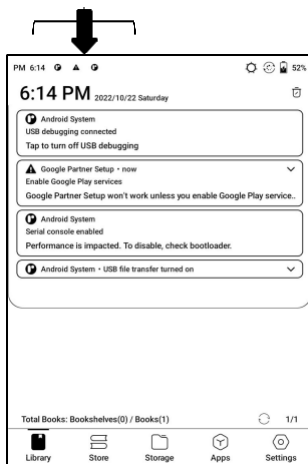 PM 6:14 52%
6:14 PM 2022/10/22 Saturday
Android System
USB debugging connected
Tap to turn off USB debugging
Google Partner Setup • now
Enable Google Play services
Google Partner Setup won't work unless you enable Google Play service..
Android System
Serial console enabled
Performance is impacted. To disable, check bootloader.
Android System • USB file transfer turned on
Total Books: Bookshelves(0) / Books(1) 1/1
Library Store Storage Apps Settings